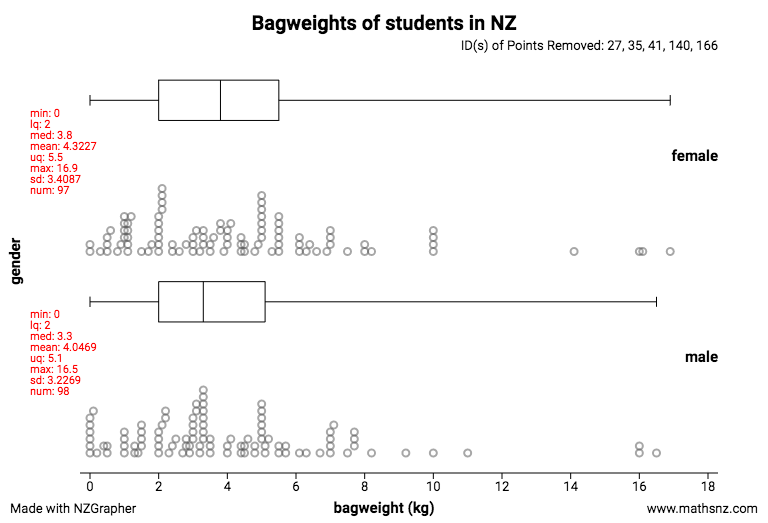 Bagweights of students in NZ
ID(s) of Points Removed: 27, 35, 41, 140, 166
min: 0
lq: 2
med: 3.8
mean: 4.3227
uq: 5.5
max: 16.9
sd: 3.4087
num: 97
female
gender
min: 0
lq: 2
med: 3.3
mean: 4.0469
uq: 5.1
max: 16.5
sd: 3.2269
num: 98
male
0 2 4 6 8 10 12 14 16 18
Made with NZGrapher
bagweight (kg)
www.mathsnz.com